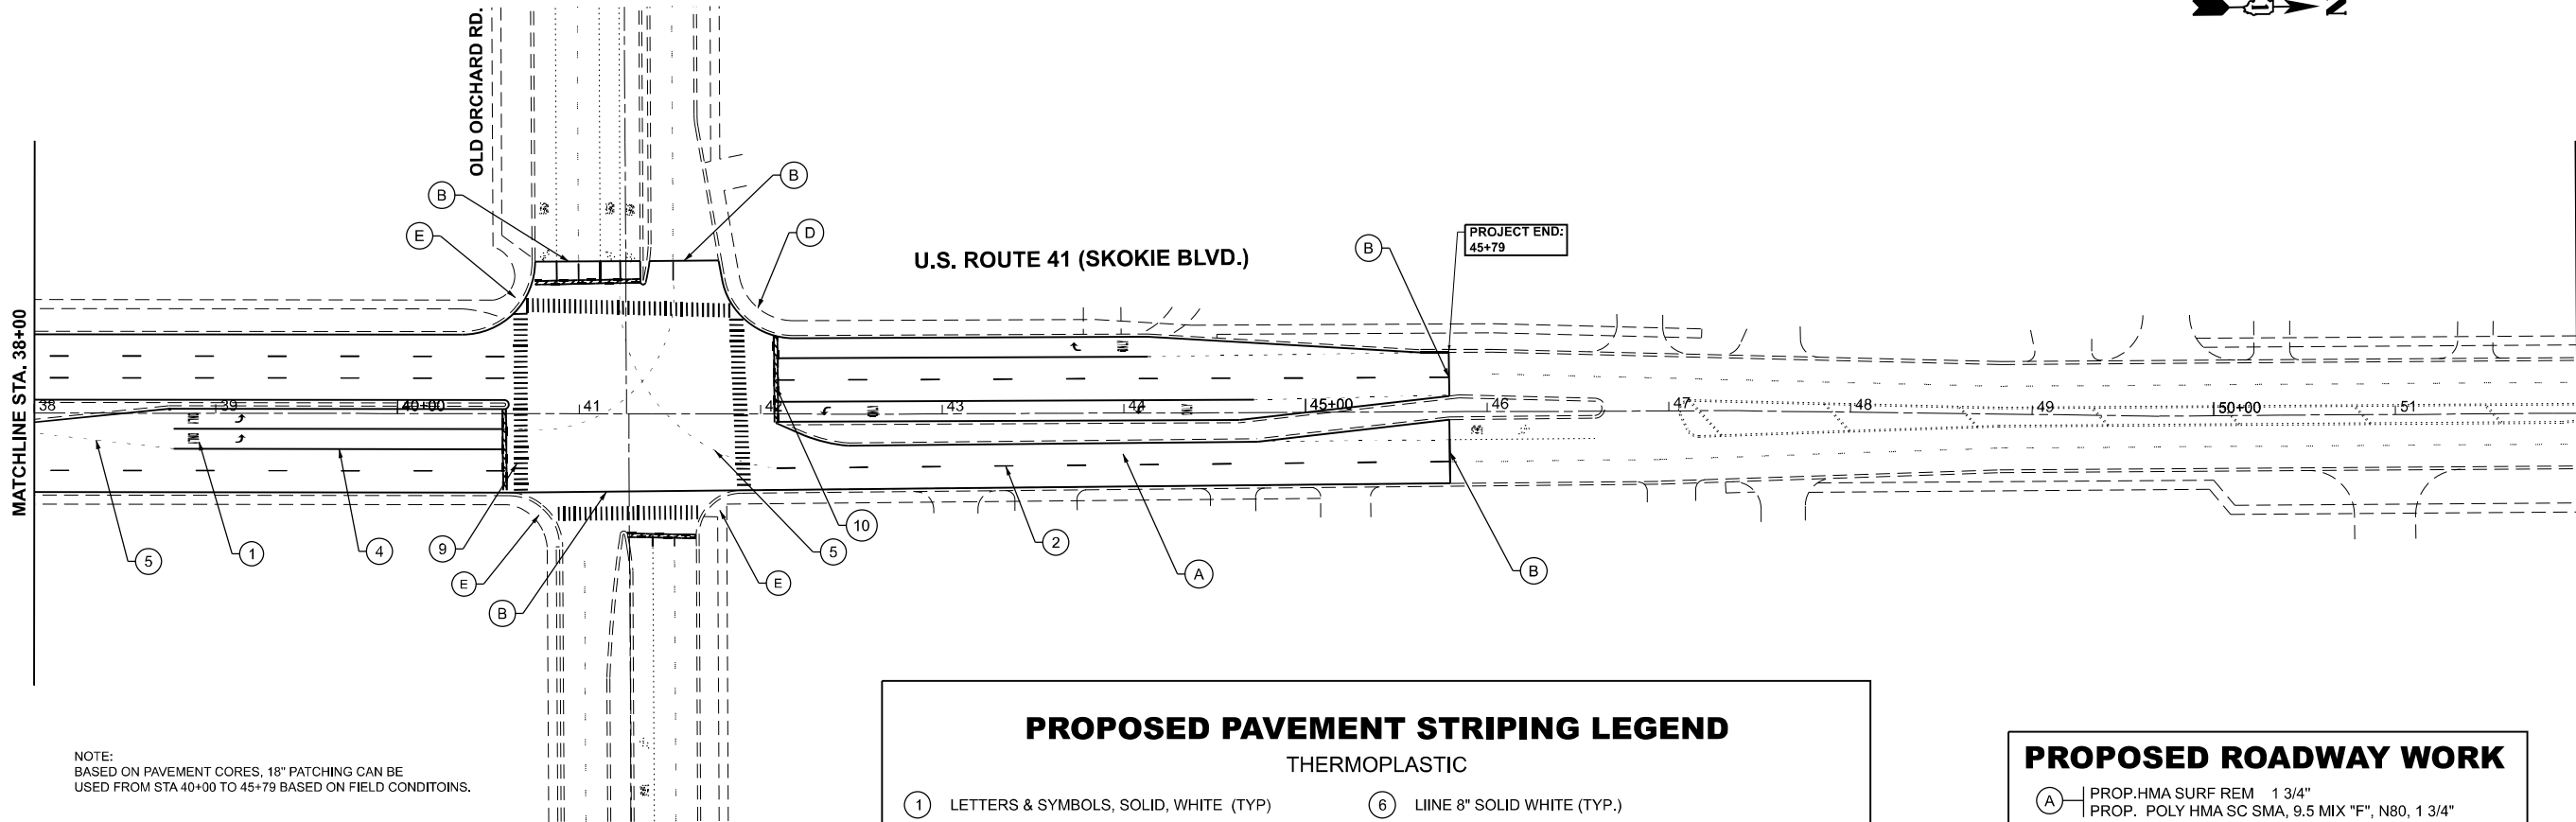 N
OLD ORCHARD RD.
B
B
E
D
U.S. ROUTE 41 (SKOKIE BLVD.)
B
PROJECT END:
45+79
MATCHLINE STA. 38+00
38 39 40+00 41 42 43 44 45+00 46 47 48 49 50+00 51
5
1
4
9
E
B
E
5
10
2
A
B
NOTE:
BASED ON PAVEMENT CORES, 18" PATCHING CAN BE
USED FROM STA 40+00 TO 45+79 BASED ON FIELD CONDITOINS.
PROPOSED PAVEMENT STRIPING LEGEND
THERMOPLASTIC
1 LETTERS & SYMBOLS, SOLID, WHITE (TYP)
6 LIINE 8" SOLID WHITE (TYP.)
PROPOSED ROADWAY WORK
A PROP.HMA SURF REM 1 3/4"
PROP. POLY HMA SC SMA, 9.5 MIX "F", N80, 1 3/4"